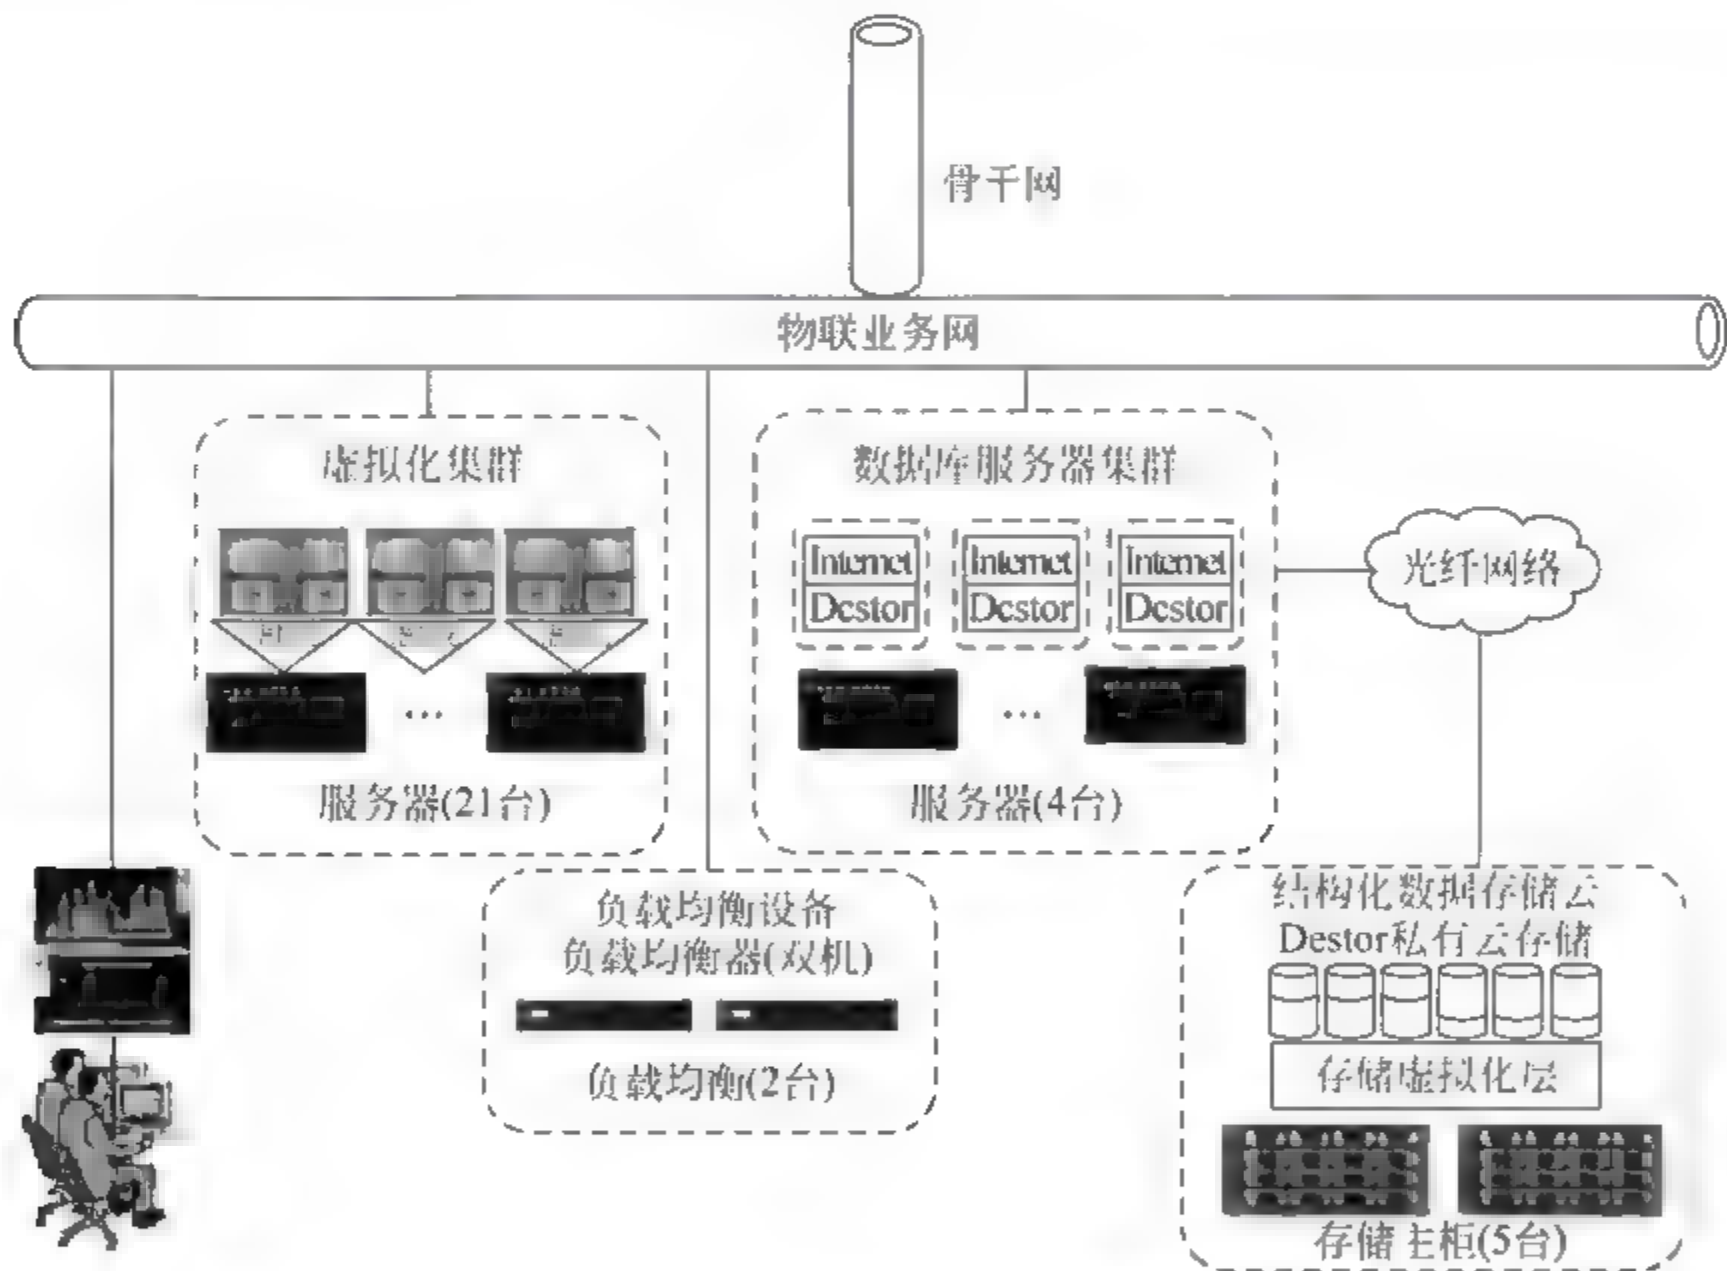 骨干网
物联业务网
虚拟化集群
服务器(21台)
数据库服务器集群
Internet
Destor
Internet
Destor
Internet
Destor
服务器(4台)
光纤网络
负载均衡设备
负载均衡器(双机)
负载均衡(2台)
结构化数据存储云
Destor私有云存储
存储虚拟化层
存储主柜(5台)